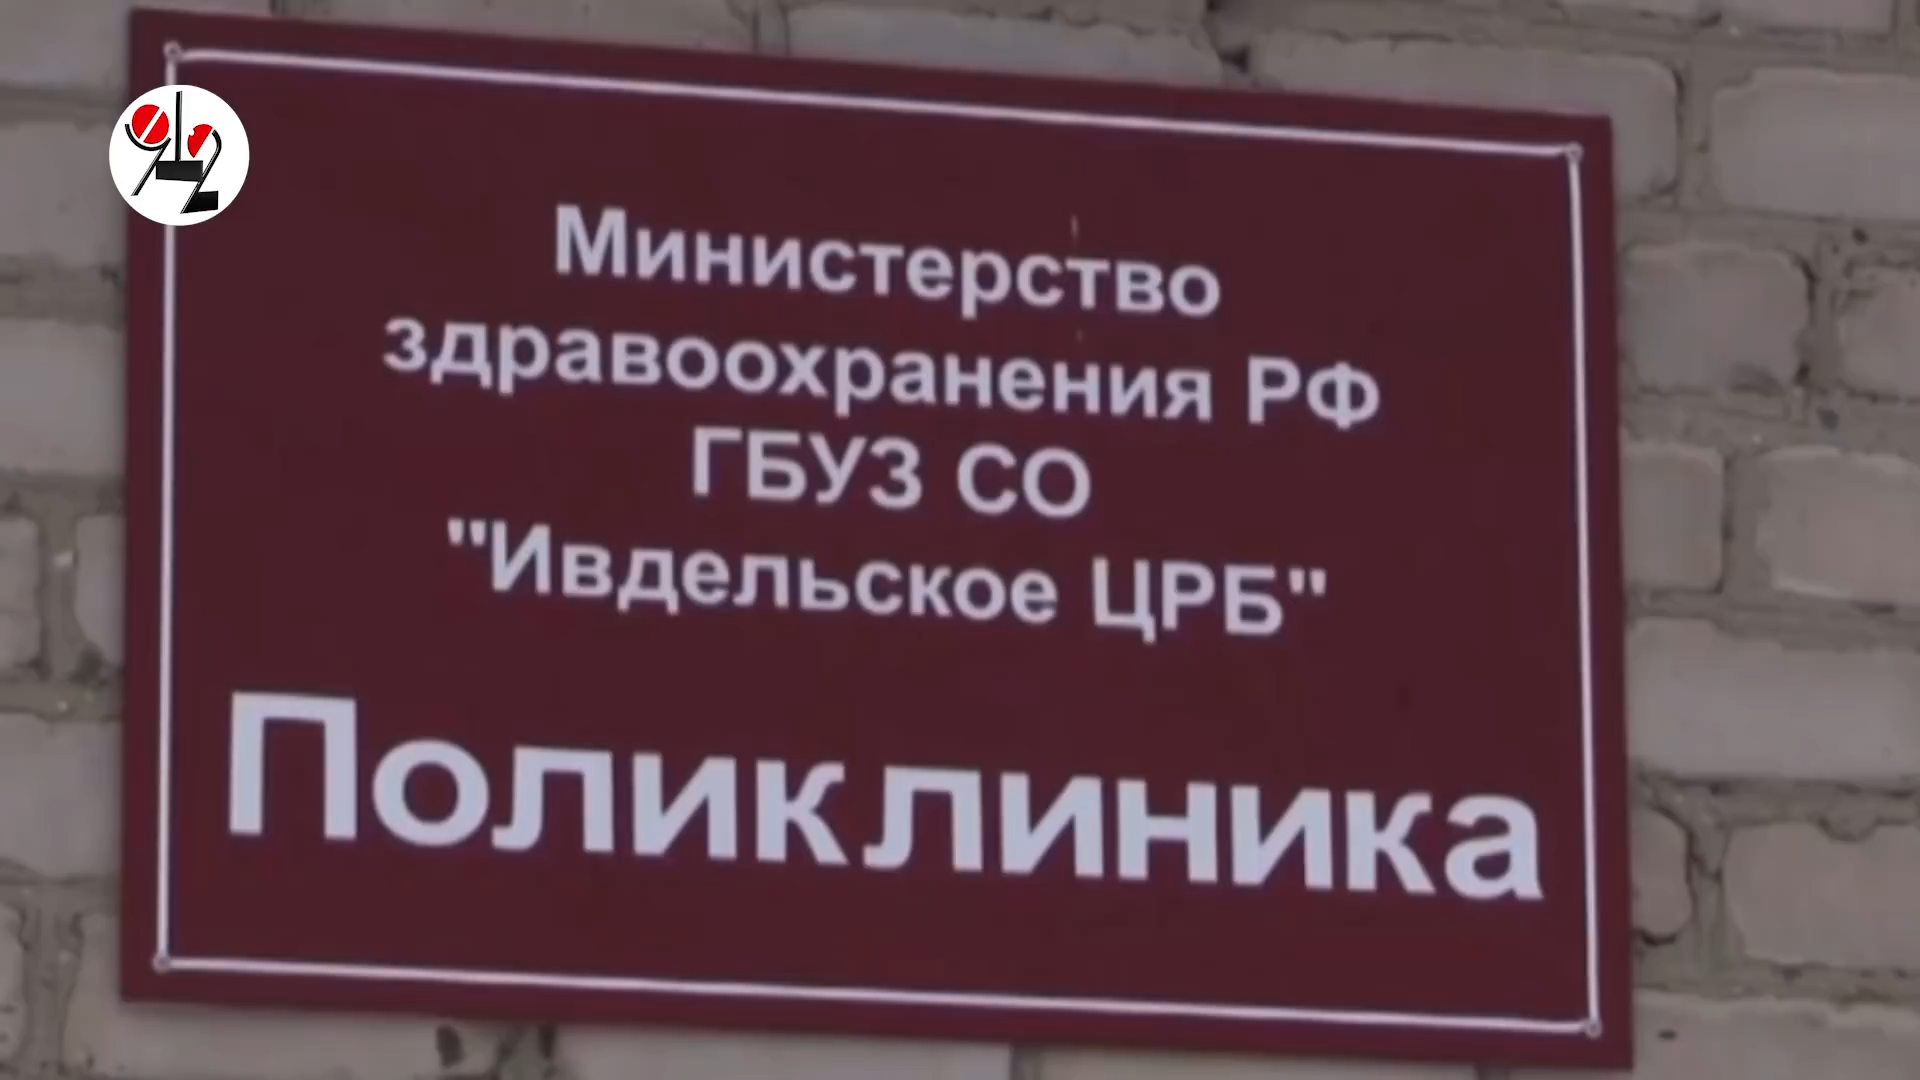 Министерство
здравоохранения РФ
ГБУЗ СО
"Ивдельское ЦРБ"
Поликлиника